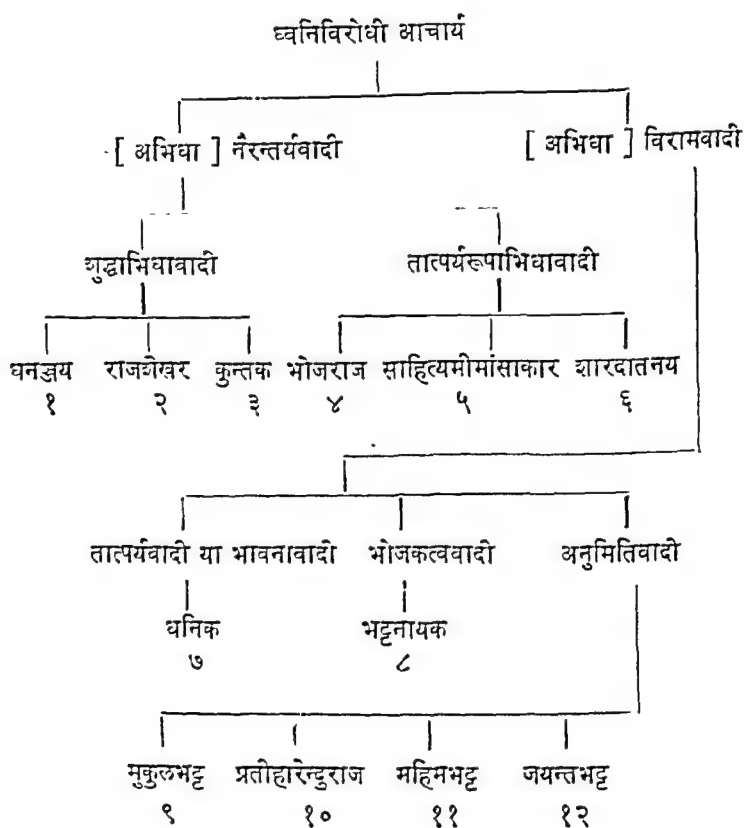 ध्वनिविरोधी आचार्य
[ अभिधा ] नैरन्तर्यवादी [ अभिधा ] विरामवादी
शुद्धाभिधावादी तात्पर्यरूपाभिधावादी
धनञ्जय राजशेखर कुन्तक भोजराज साहित्यमीमांसाकार शारदातनय
१ २ ३ ४ ५ ६
तात्पर्यवादी या भावनावादी भोजकत्ववादी अनुमितिवादी
धनिक भट्टनायक
७ ८
मुकुलभट्ट प्रतीहारेन्दुराज महिमभट्ट जयन्तभट्ट
९ १० ११ १२